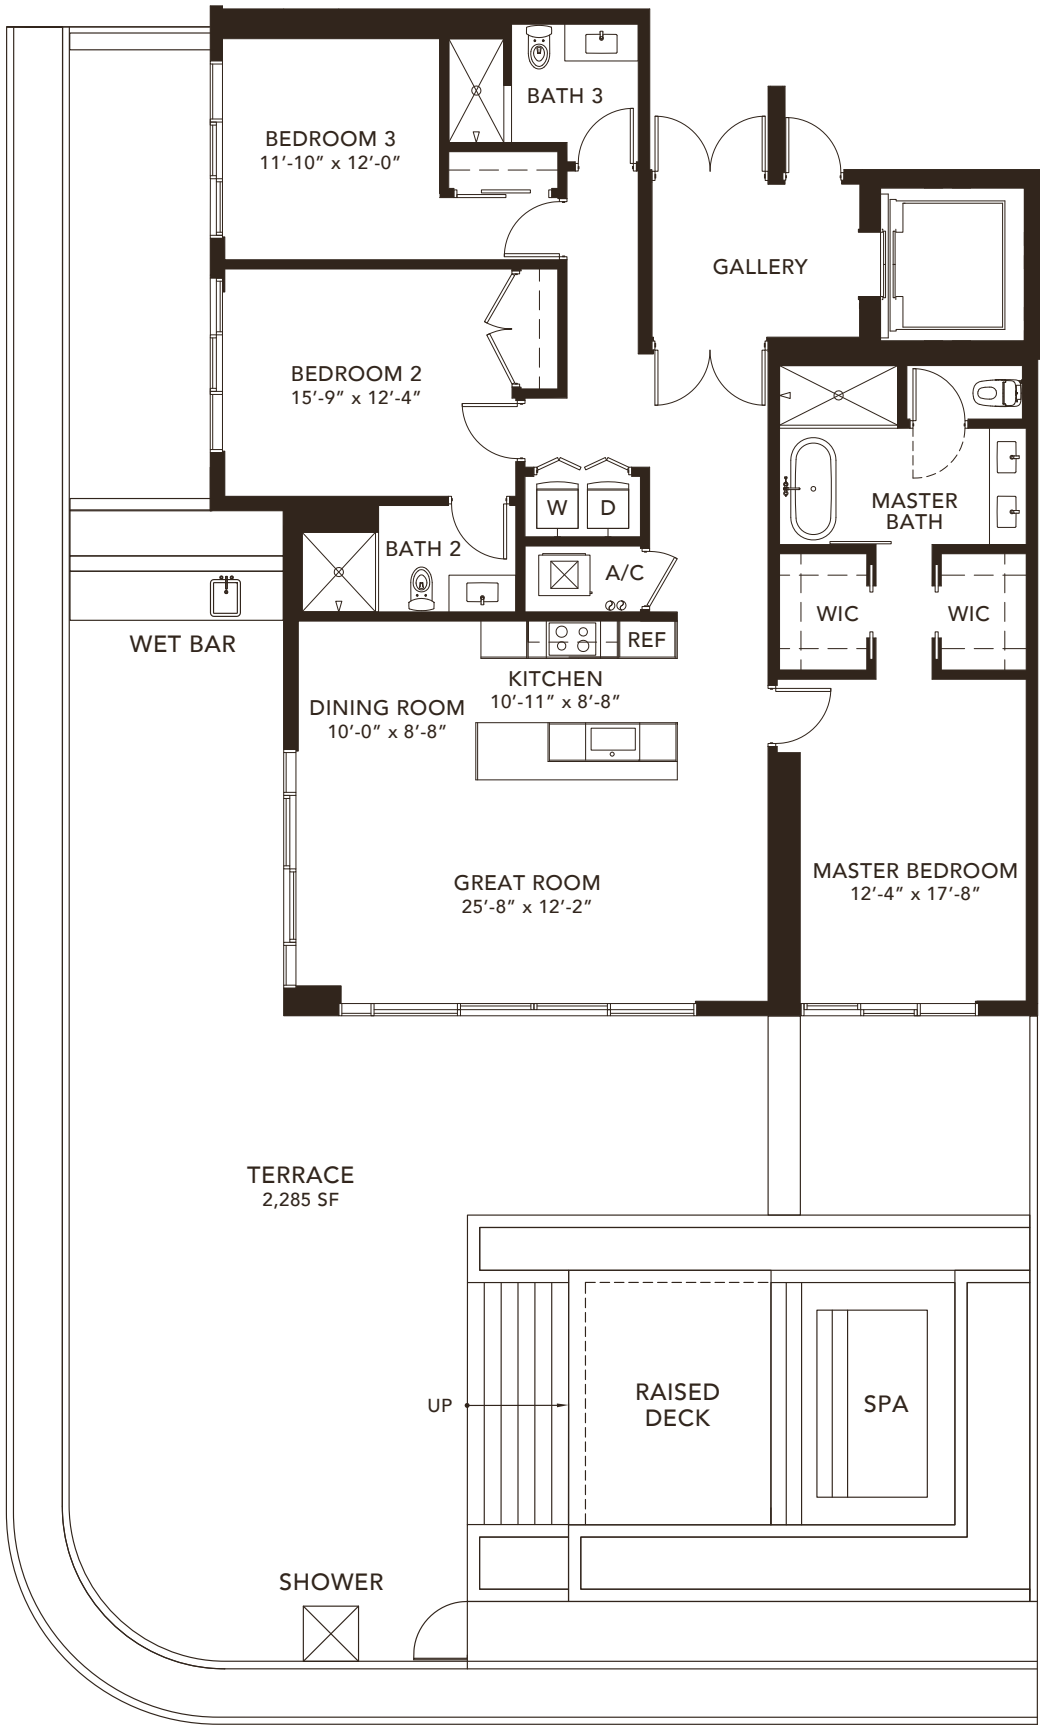 BATH 3
BEDROOM 3
11'-10" x 12'-0"
GALLERY
BEDROOM 2
15'-9" x 12'-4"
MASTER
BATH
W
D
BATH 2
A/C
WIC
WIC
WET BAR
REF
KITCHEN
10'-11" x 8'-8"
DINING ROOM
10'-0" x 8'-8"
MASTER BEDROOM
12'-4" x 17'-8"
GREAT ROOM
25'-8" x 12'-2"
TERRACE
2,285 SF
UP
RAISED
DECK
SPA
SHOWER